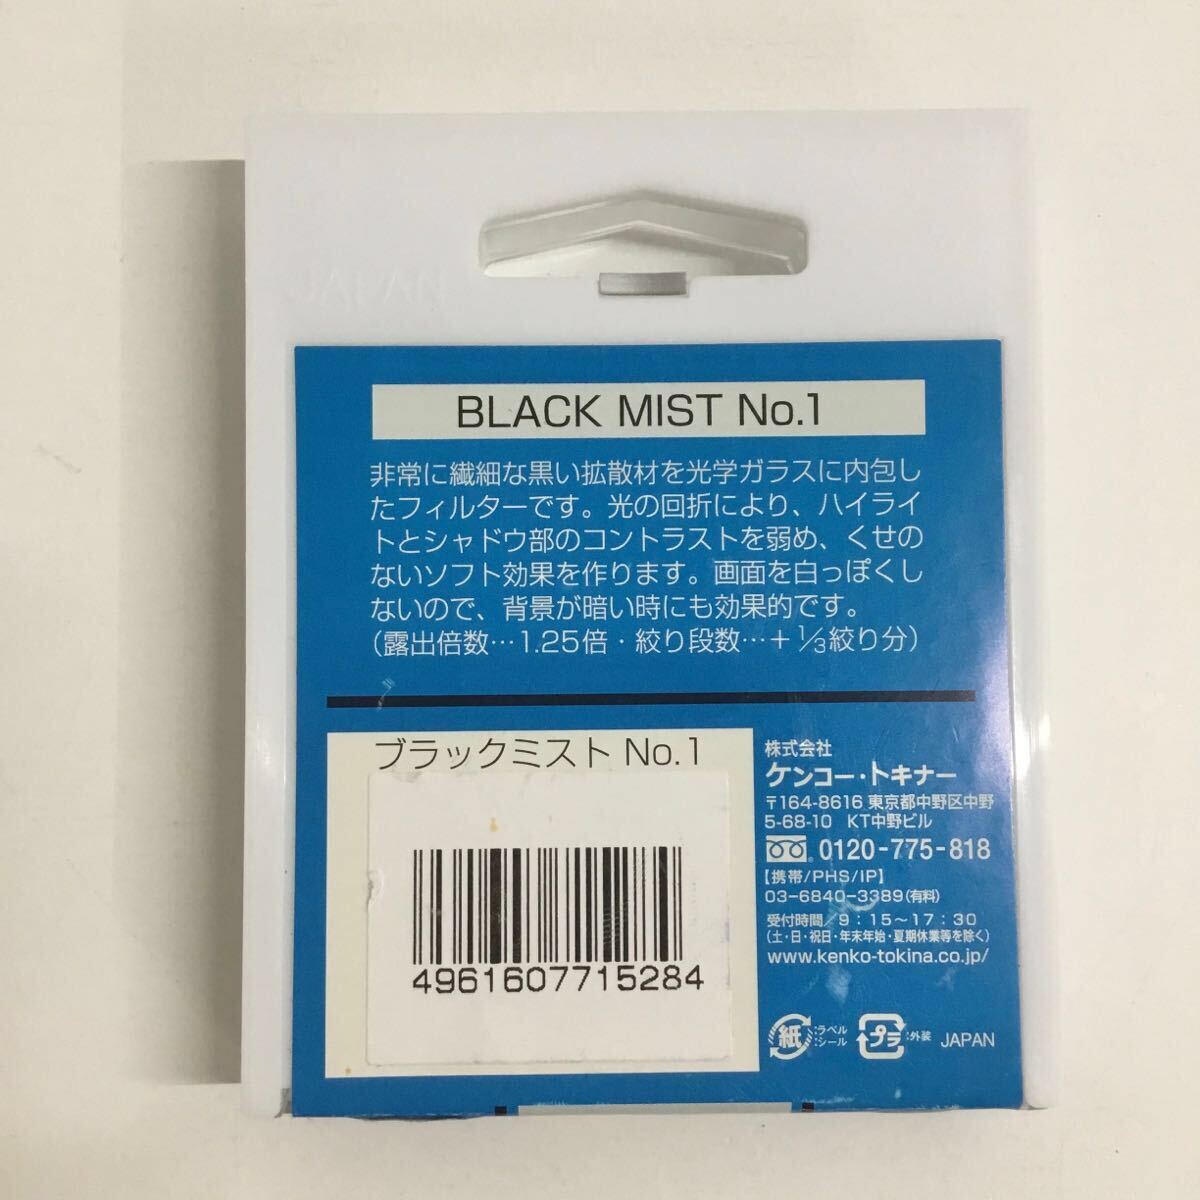 JAPAN
BLACK MIST No.1
非常に繊細な黒い拡散材を光学ガラスに内包し
たフィルターです。光の回折により、ハイライ
トとシャドウ部のコントラストを弱め、くせの
ないソフト効果を作ります。画面を白っぽくし
ないので、背景が暗い時にも効果的です。
(露出倍数…1.25倍・絞り段数…+⅓絞り分)
ブラックミスト No.1
4961607715284
株式会社
ケンコー・トキナー
〒164-8616 東京都中野区中野
5-68-10 KT中野ビル
0120-775-818
【携帯/PHS/IP】
03-6840-3389(有料)
受付時間/9:15~17:30
(土・日・祝日・年末年始・夏期休業等を除く)
www.kenko-tokina.co.jp/
紙 :ラベル
:シール
プラ :外装
JAPAN